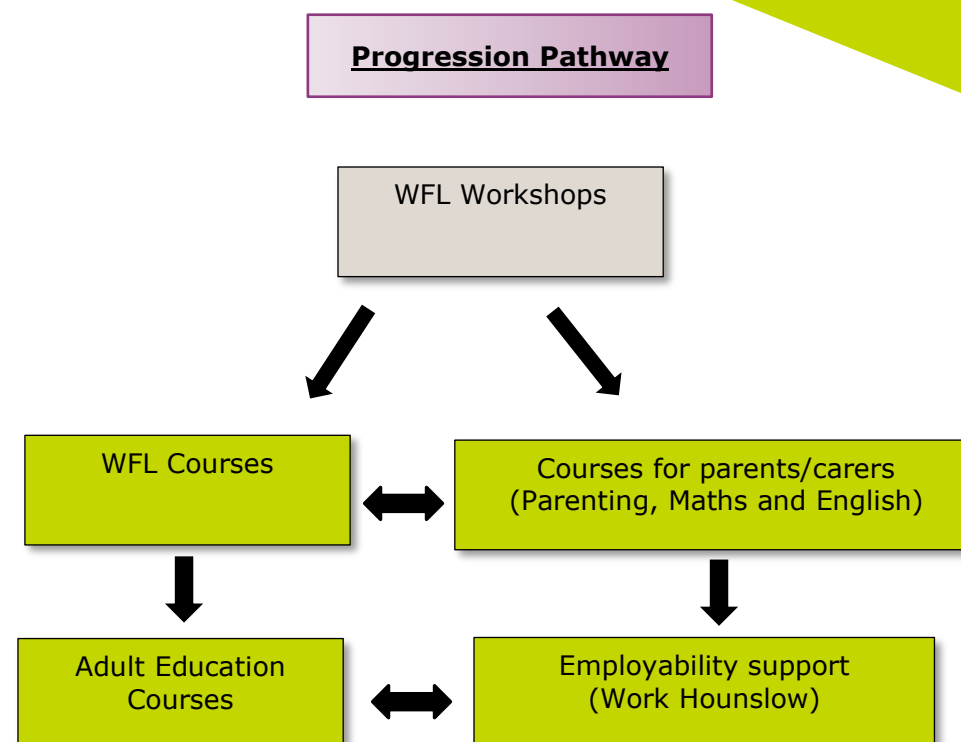 Progression Pathway
WFL Workshops
WFL Courses
Courses for parents/carers
(Parenting, Maths and English)
Adult Education
Courses
Employability support
(Work Hounslow)